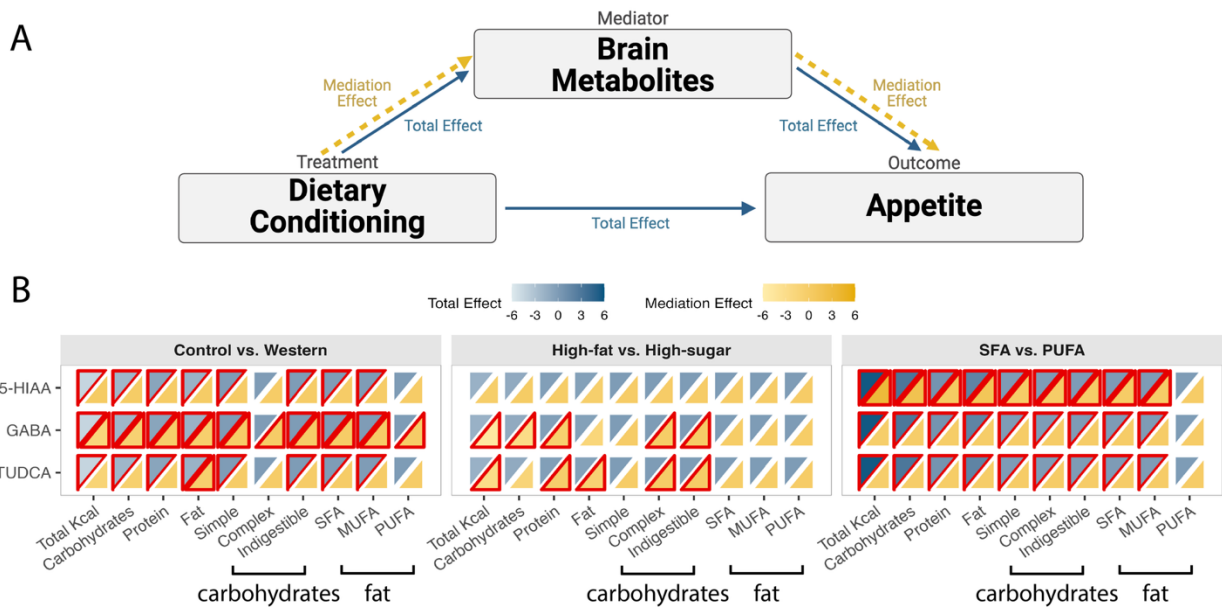 A
Mediator
Brain
Metabolites
Mediation
Effect
Total Effect
Mediation
Effect
Total Effect
Treatment
Dietary
Conditioning
Total Effect
Outcome
Appetite
B
Total Effect
-6 -3 0 3 6
Mediation Effect
-6 -3 0 3 6
Control vs. Western
High-fat vs. High-sugar
SFA vs. PUFA
5-HIAA
GABA
TUDCA
Total Kcal
Carbohydrates
Protein
Fat
Simple
Complex
Indigestible
SFA
MUFA
PUFA
Total Kcal
Carbohydrates
Protein
Fat
Simple
Complex
Indigestible
SFA
MUFA
PUFA
Total Kcal
Carbohydrates
Protein
Fat
Simple
Complex
Indigestible
SFA
MUFA
PUFA
carbohydrates fat
carbohydrates fat
carbohydrates fat